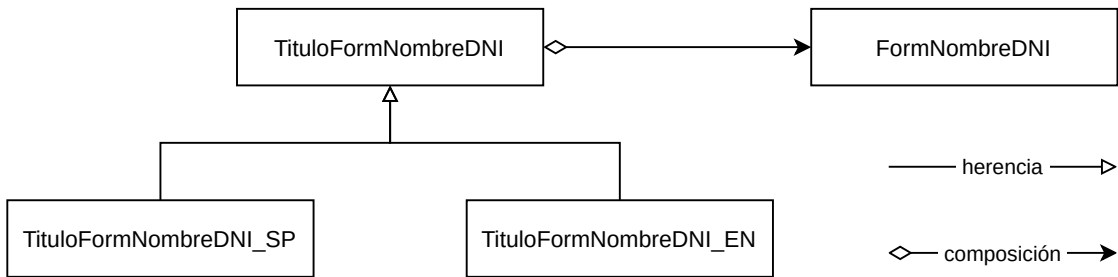 TituloFormNombreDNI
FormNombreDNI
herencia
TituloFormNombreDNI_SP
TituloFormNombreDNI_EN
composición